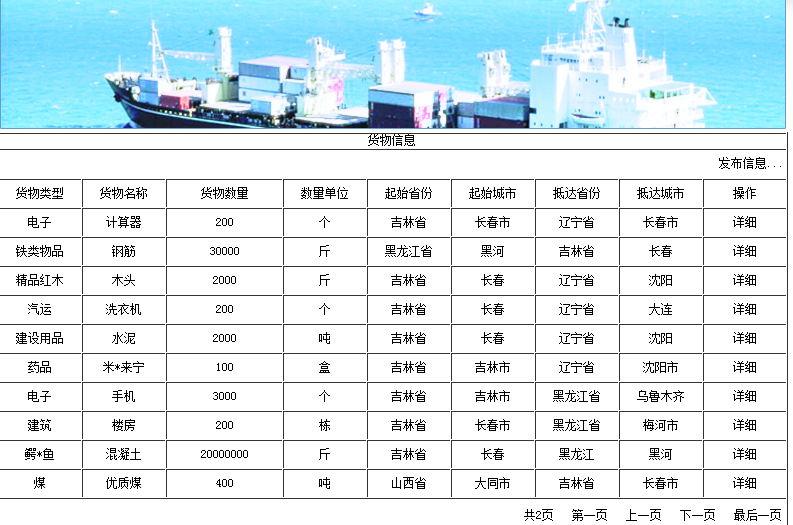 货物信息
发布信息...
货物类型 货物名称 货物数量 数量单位 起始省份 起始城市 抵达省份 抵达城市 操作
电子 计算器 200 个 吉林省 长春市 辽宁省 长春市 详细
铁类物品 钢筋 30000 斤 黑龙江省 黑河 吉林省 长春 详细
精品红木 木头 2000 斤 吉林省 长春 辽宁省 沈阳 详细
汽运 洗衣机 200 个 吉林省 长春 辽宁省 大连 详细
建设用品 水泥 2000 吨 吉林省 长春 辽宁省 沈阳 详细
药品 米*来宁 100 盒 吉林省 吉林市 辽宁省 沈阳市 详细
电子 手机 3000 个 吉林省 吉林市 黑龙江省 乌鲁木齐 详细
建筑 楼房 200 栋 吉林省 长春市 黑龙江省 梅河市 详细
鳄*鱼 混凝土 20000000 斤 吉林省 长春 黑龙江 黑河 详细
煤 优质煤 400 吨 山西省 大同市 吉林省 长春市 详细
共2页 第一页 上一页 下一页 最后一页